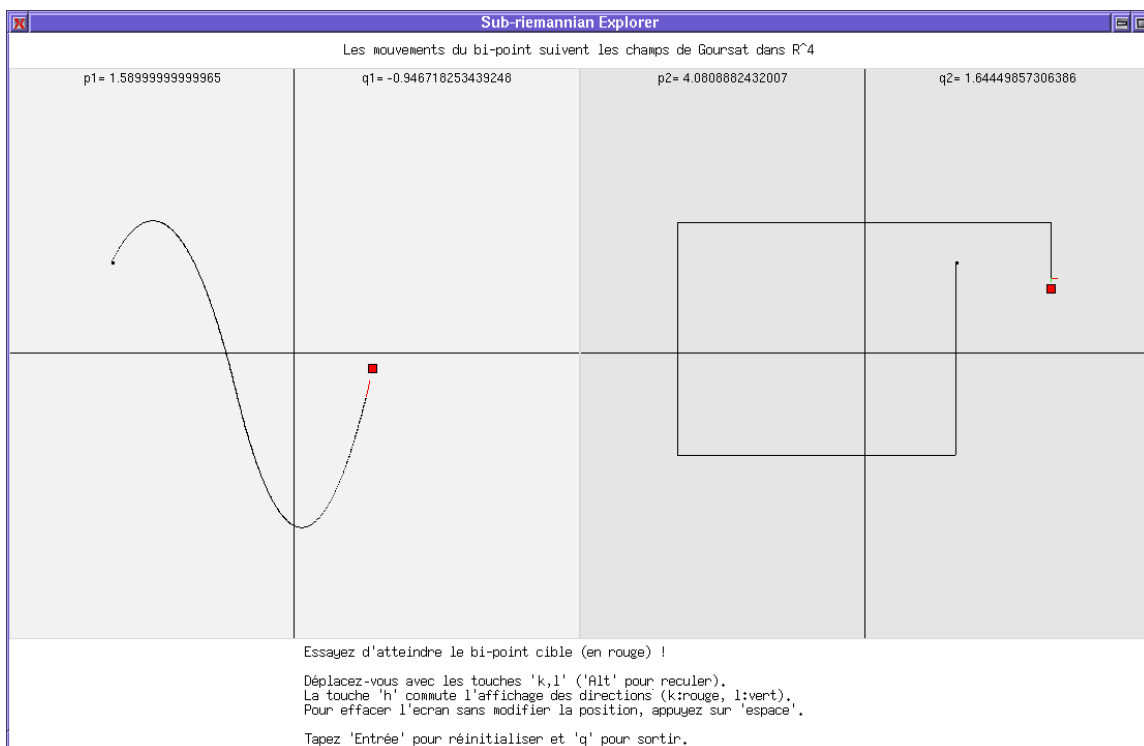 Sub-riemannian Explorer
Les mouvements du bi-point suivent les champs de Goursat dans R^4
p1= 1.58999999999965
q1= -0.946718253439248
p2= 4.0808882432007
q2= 1.64449857306386
Essayez d'atteindre le bi-point cible (en rouge) !
Déplacez-vous avec les touches 'k,l' ('Alt' pour reculer).
La touche 'h' commute l'affichage des directions (k:rouge, l:vert).
Pour effacer l'ecran sans modifier la position, appuyez sur 'espace'.
Tapez 'Entrée' pour réinitialiser et 'q' pour sortir.